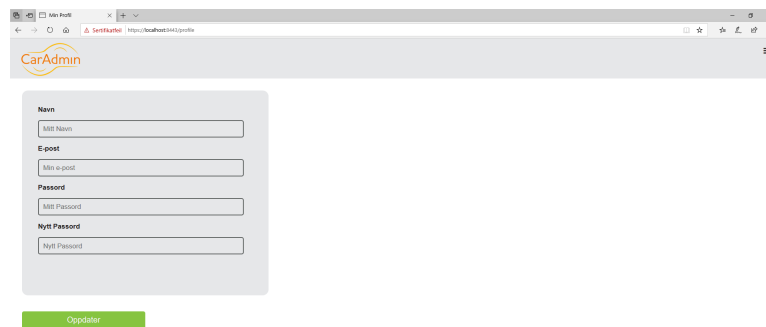 Min Profil
Sertifikatfeil https://localhost:8443/profile
CarAdmin
Navn
Mitt Navn
E-post
Min e-post
Passord
Mitt Passord
Nytt Passord
Nytt Passord
Oppdater